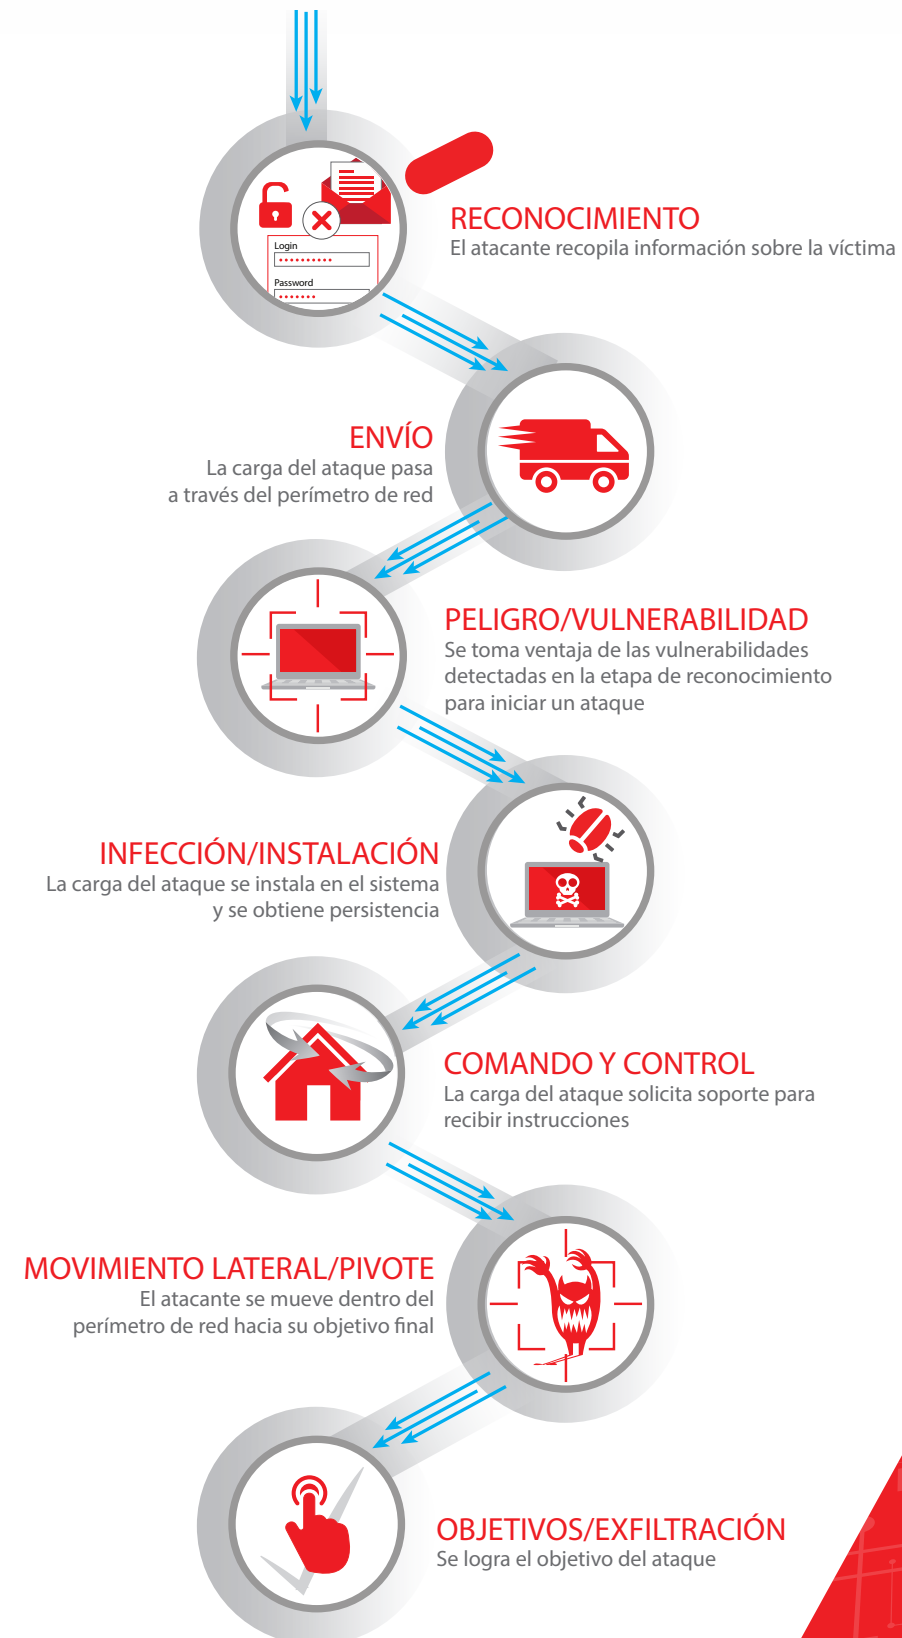 Login
Password
RECONOCIMIENTO
El atacante recopila información sobre la víctima
ENVÍO
La carga del ataque pasa
a través del perímetro de red
PELIGRO/VULNERABILIDAD
Se toma ventaja de las vulnerabilidades
detectadas en la etapa de reconocimiento
para iniciar un ataque
INFECCIÓN/INSTALACIÓN
La carga del ataque se instala en el sistema
y se obtiene persistencia
COMANDO Y CONTROL
La carga del ataque solicita soporte para
recibir instrucciones
MOVIMIENTO LATERAL/PIVOTE
El atacante se mueve dentro del
perímetro de red hacia su objetivo final
OBJETIVOS/EXFILTRACIÓN
Se logra el objetivo del ataque